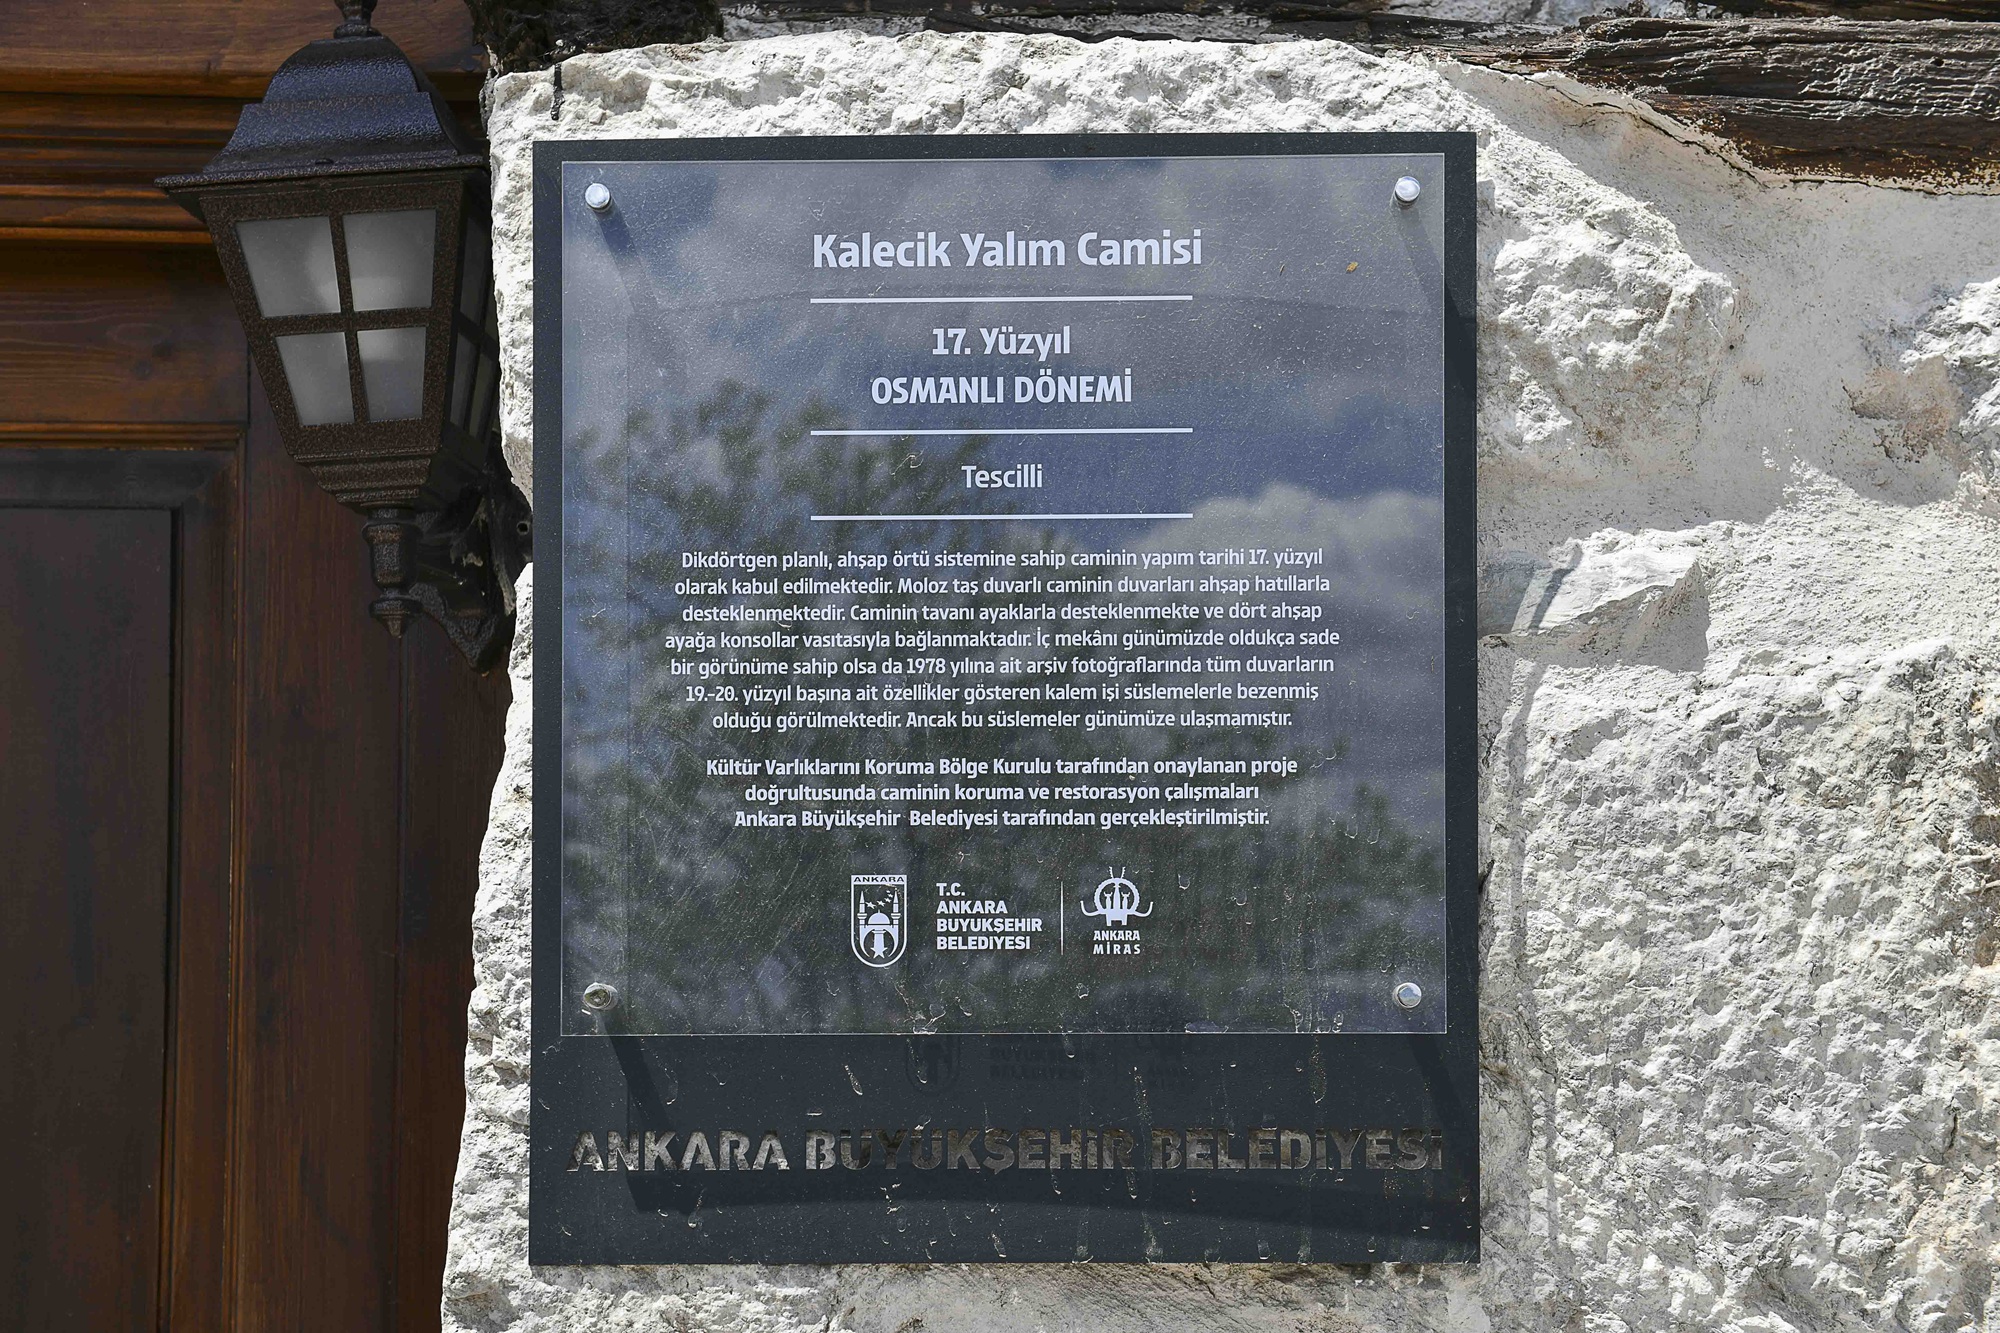 Kalecik Yalım Camisi
17. Yüzyıl
OSMANLI DÖNEMİ
Tescilli
Dikdörtgen planlı, ahşap örtü sistemine sahip caminin yapım tarihi 17. yüzyıl
olarak kabul edilmektedir. Moloz taş duvarlı caminin duvarları ahşap hatıllarla
desteklenmektedir. Caminin tavanı ayaklarla desteklenmekte ve dört ahşap
ayağa konsollar vasıtasıyla bağlanmaktadır. İç mekânı günümüzde oldukça sade
bir görünüme sahip olsa da 1978 yılına ait arşiv fotoğraflarında tüm duvarların
19.-20. yüzyıl başına ait özellikler gösteren kalem işi süslemelerle bezenmiş
olduğu görülmektedir. Ancak bu süslemeler günümüze ulaşmamıştır.
Kültür Varlıklarını Koruma Bölge Kurulu tarafından onaylanan proje
doğrultusunda caminin koruma ve restorasyon çalışmaları
Ankara Büyükşehir Belediyesi tarafından gerçekleştirilmiştir.
ANKARA
T.C.
ANKARA
BÜYÜKŞEHİR
BELEDİYESİ
ANKARA
MİRAS
ANKARA BÜYÜKŞEHİR BELEDİYESİ